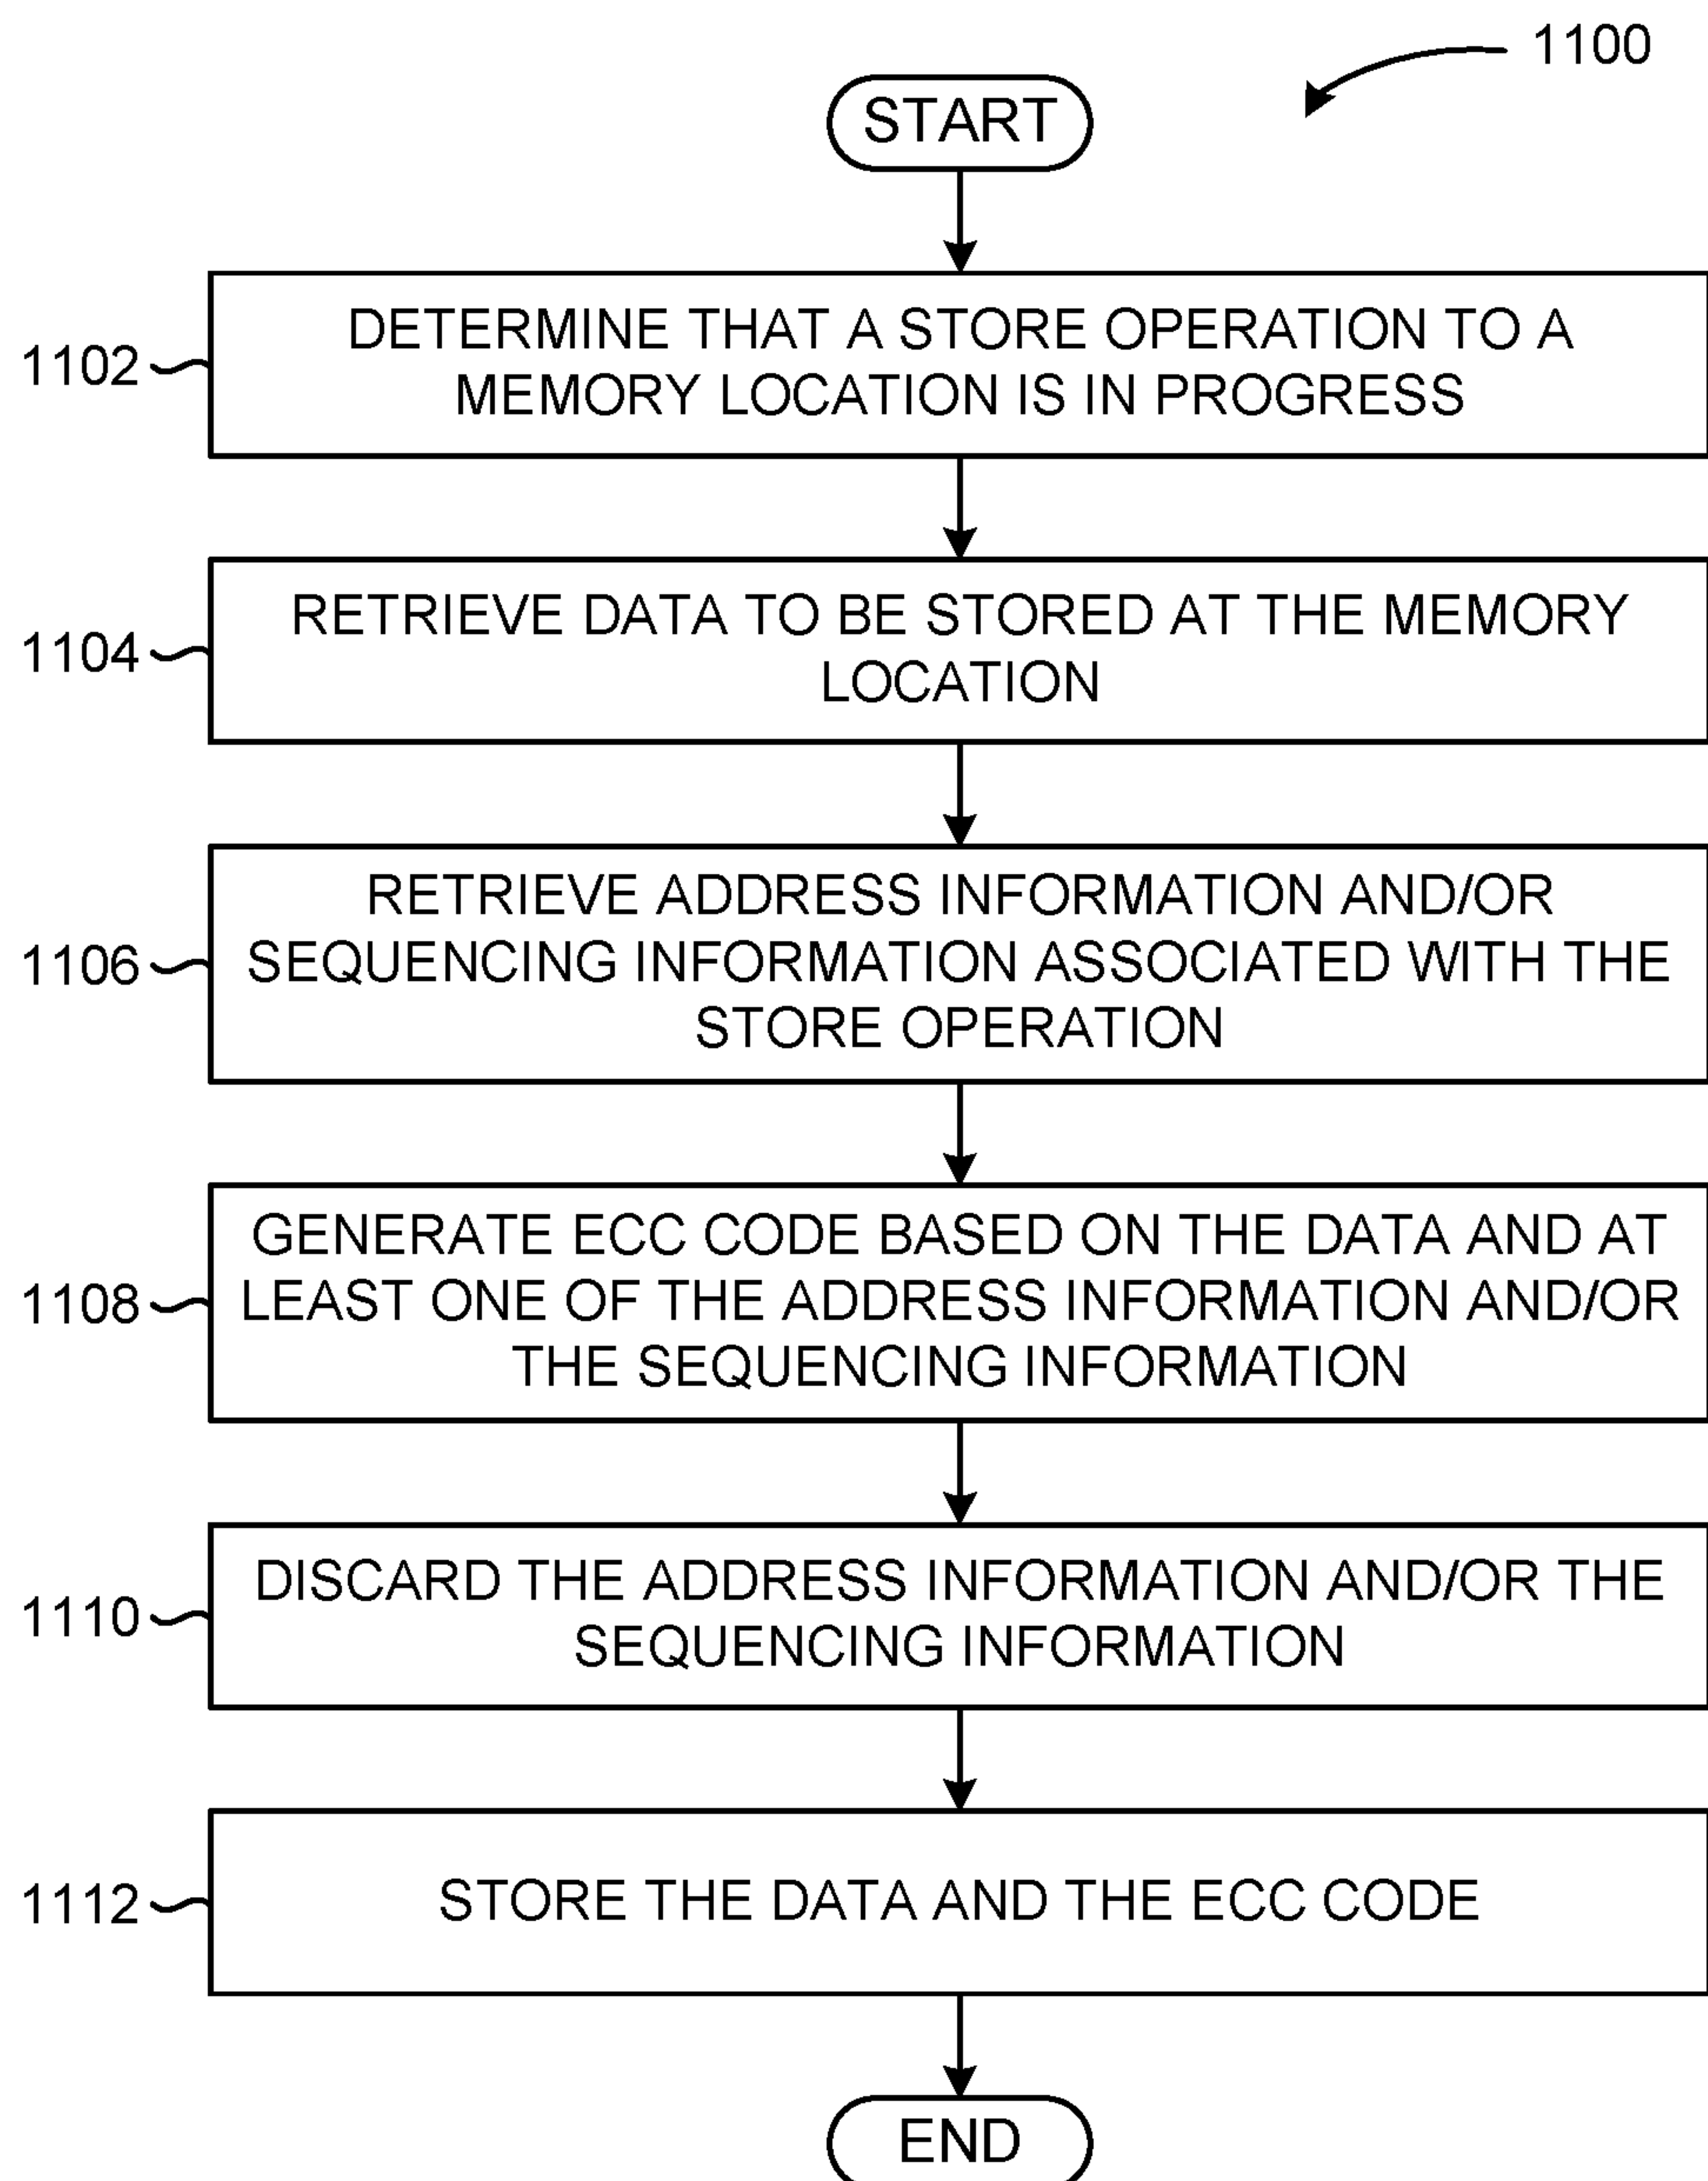 1100
START
1102
DETERMINE THAT A STORE OPERATION TO A
MEMORY LOCATION IS IN PROGRESS
1104
RETRIEVE DATA TO BE STORED AT THE MEMORY
LOCATION
1106
RETRIEVE ADDRESS INFORMATION AND/OR
SEQUENCING INFORMATION ASSOCIATED WITH THE
STORE OPERATION
1108
GENERATE ECC CODE BASED ON THE DATA AND AT
LEAST ONE OF THE ADDRESS INFORMATION AND/OR
THE SEQUENCING INFORMATION
1110
DISCARD THE ADDRESS INFORMATION AND/OR THE
SEQUENCING INFORMATION
1112
STORE THE DATA AND THE ECC CODE
END